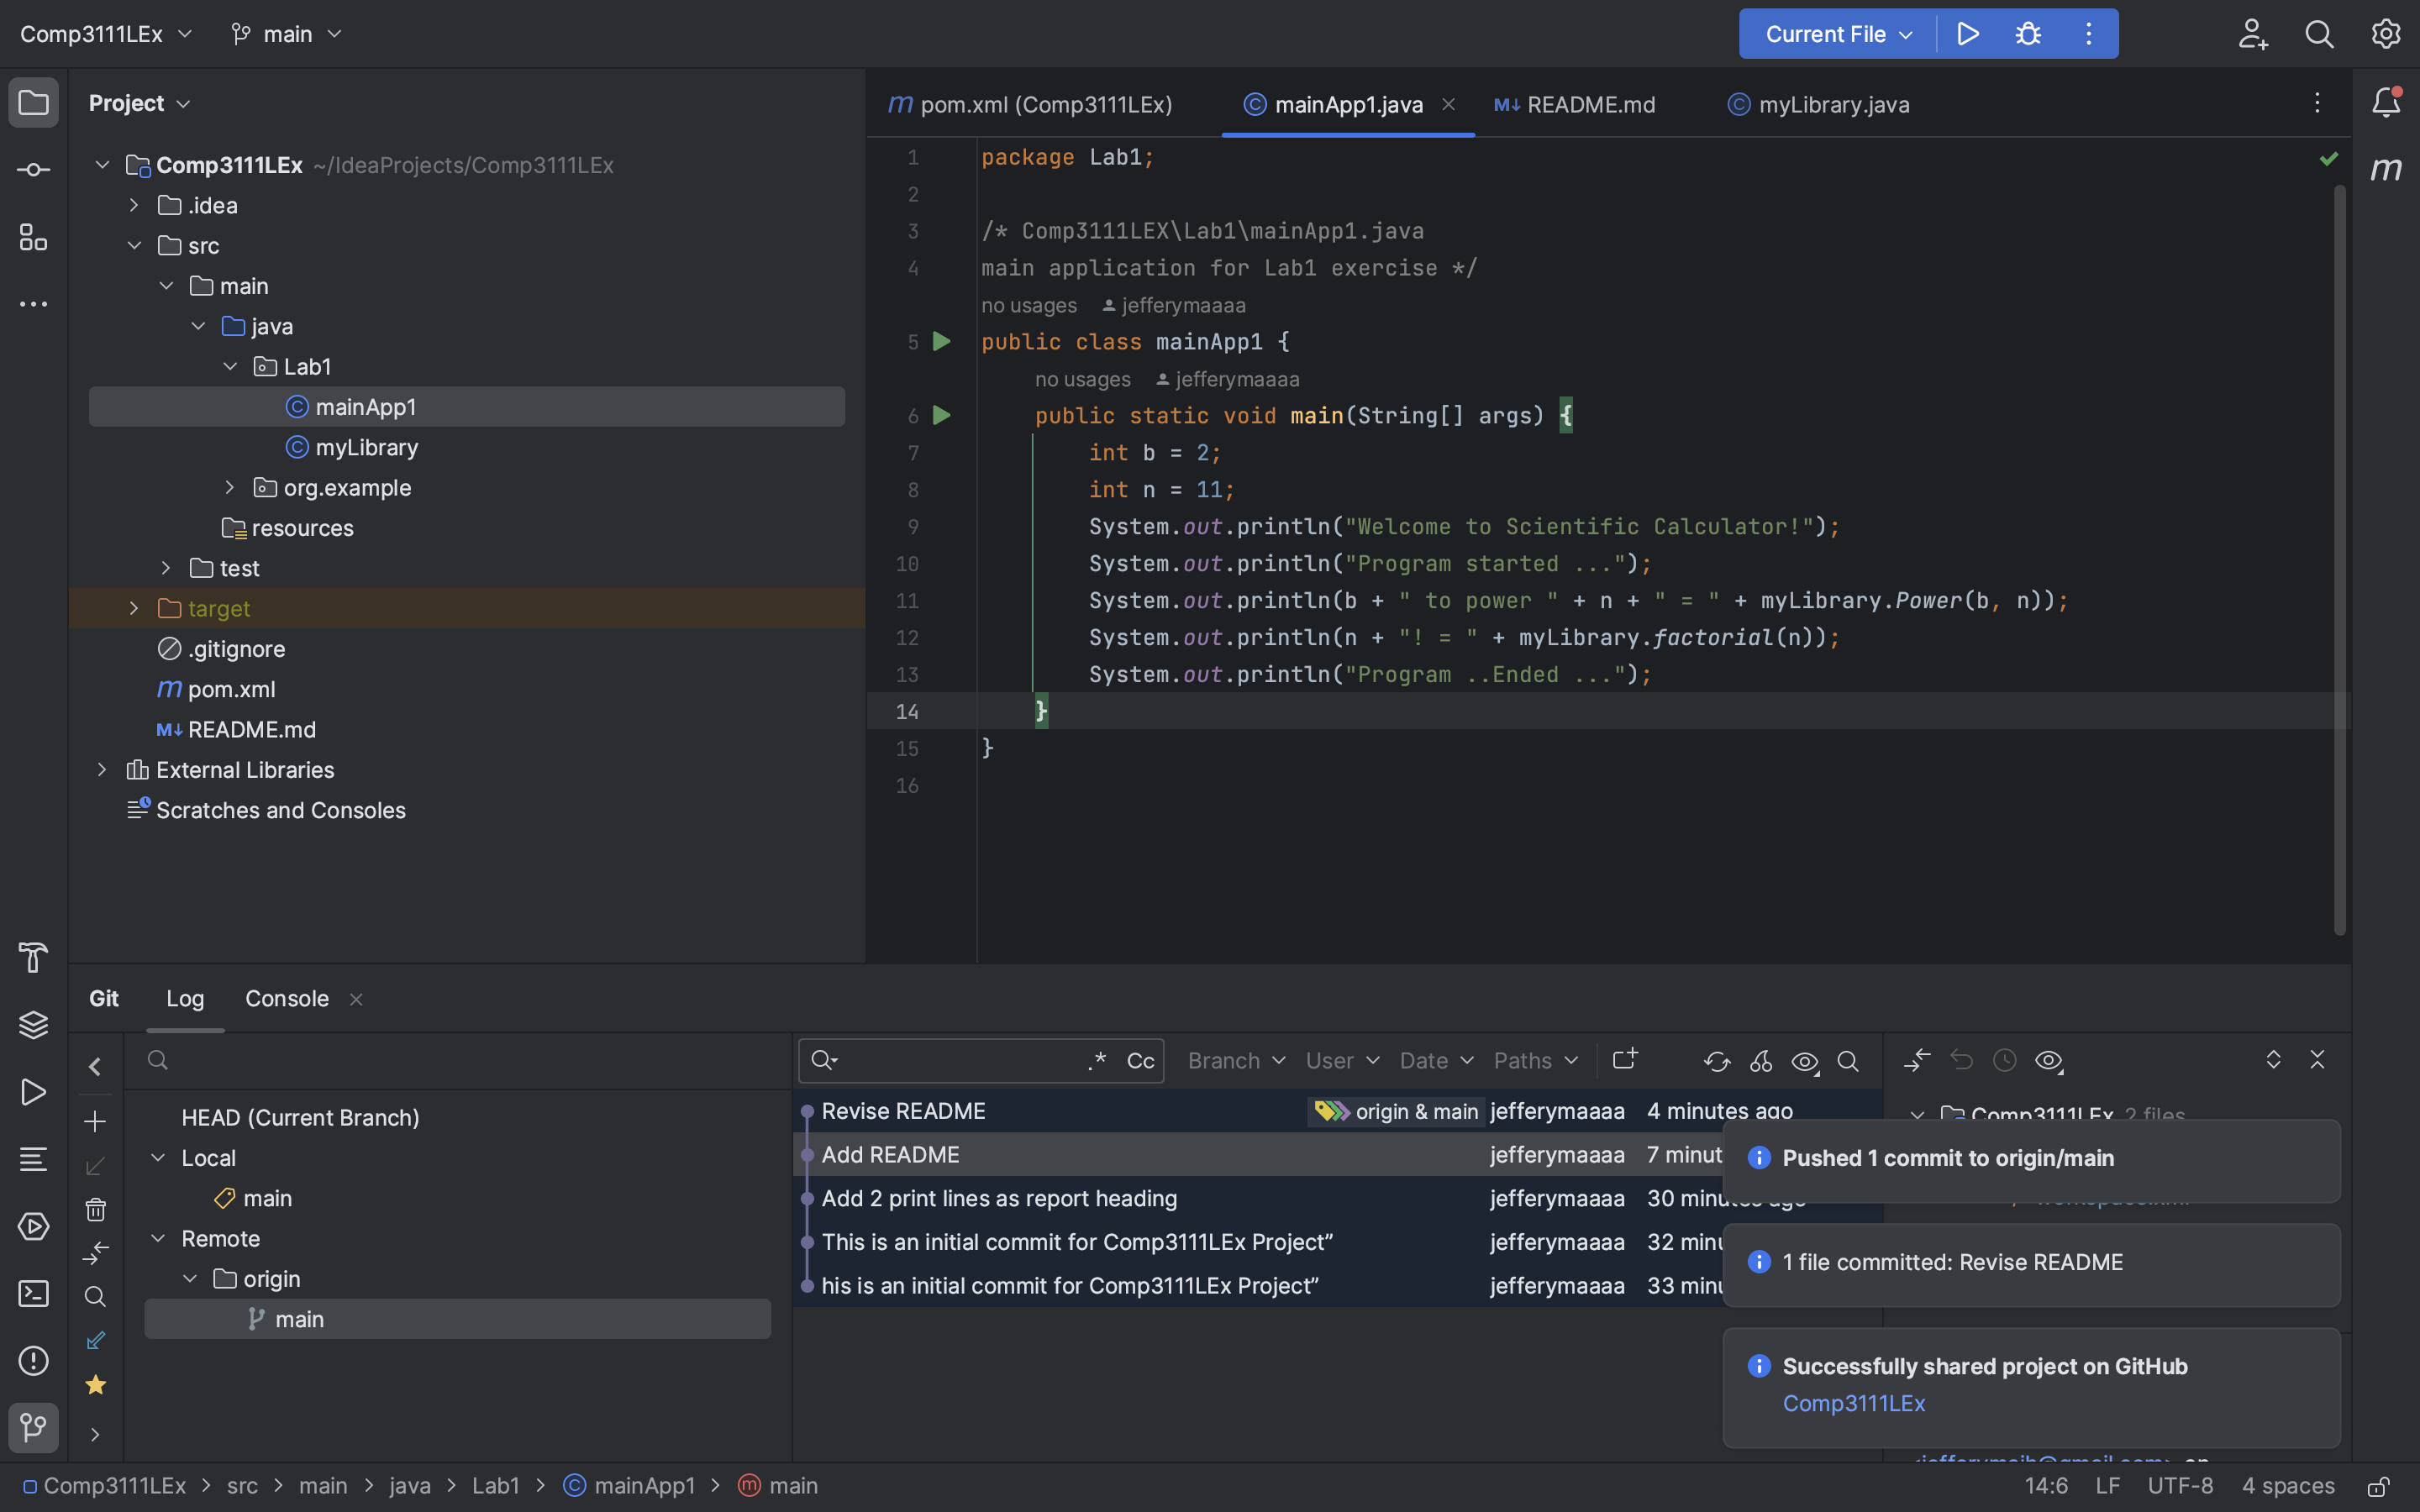 Comp3111LEx main Current File
Project
Comp3111LEx ~/IdeaProjects/Comp3111LEx
.idea
src
main
java
Lab1
mainApp1
myLibrary
org.example
resources
test
target
.gitignore
pom.xml
README.md
External Libraries
Scratches and Consoles
pom.xml (Comp3111LEx) mainApp1.java README.md myLibrary.java
1 package Lab1;
2
3 /* Comp3111LEX\Lab1\mainApp1.java
4 main application for Lab1 exercise */
no usages jefferymaaaa
5 public class mainApp1 {
no usages jefferymaaaa
6 public static void main(String[] args) {
7 int b = 2;
8 int n = 11;
9 System.out.println("Welcome to Scientific Calculator!");
10 System.out.println("Program started ...");
11 System.out.println(b + " to power " + n + " = " + myLibrary.Power(b, n));
12 System.out.println(n + "! = " + myLibrary.factorial(n));
13 System.out.println("Program ..Ended ...");
14 }
15 }
16
Git Log Console
HEAD (Current Branch)
Local
main
Remote
origin
main
.* Cc Branch User Date Paths
Revise README origin & main jefferymaaaa 4 minutes ago
Add README jefferymaaaa 7 minut
Add 2 print lines as report heading jefferymaaaa 30 minutes ago
This is an initial commit for Comp3111LEx Project” jefferymaaaa 32 minu
his is an initial commit for Comp3111LEx Project” jefferymaaaa 33 minu
Comp3111LEx 2 files
Pushed 1 commit to origin/main
1 file committed: Revise README
Successfully shared project on GitHub
Comp3111LEx
Comp3111LEx > src > main > java > Lab1 > mainApp1 > main 14:6 LF UTF-8 4 spaces